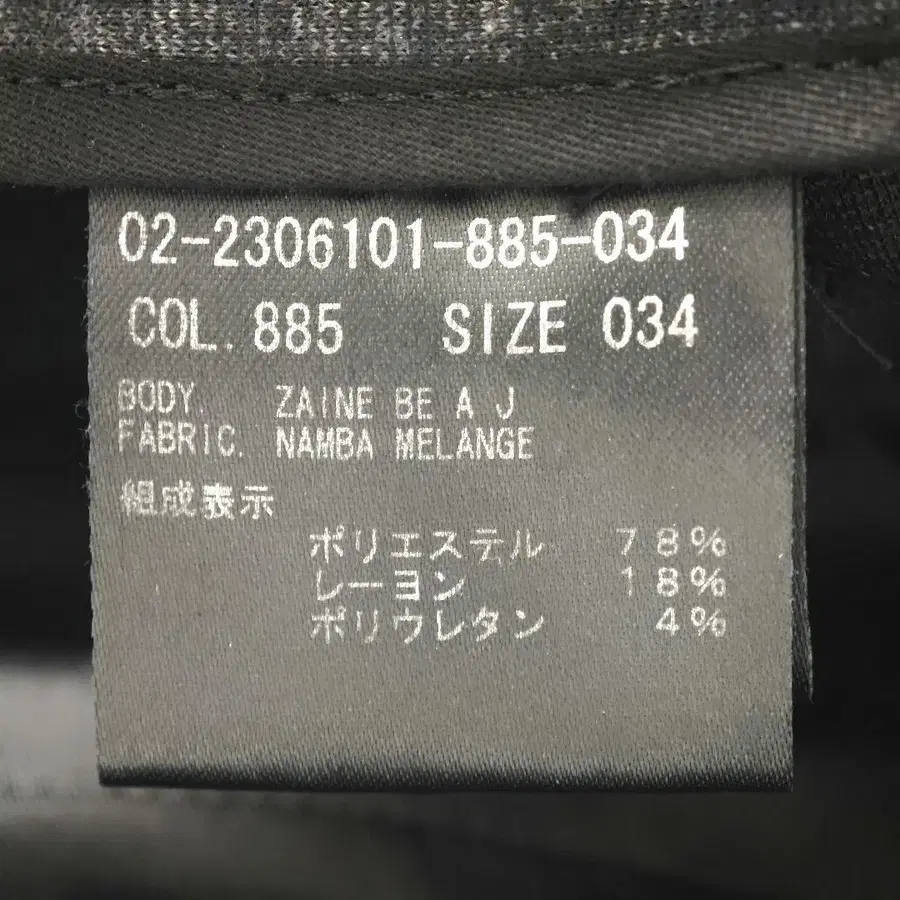 02-2306101-885-034
COL. 885 SIZE 034
BODY. ZAINE BE A J
FABRIC. NAMBA MELANGE
組成表示
ポリエステル 78%
レーヨン 18%
ポリウレタン 4%